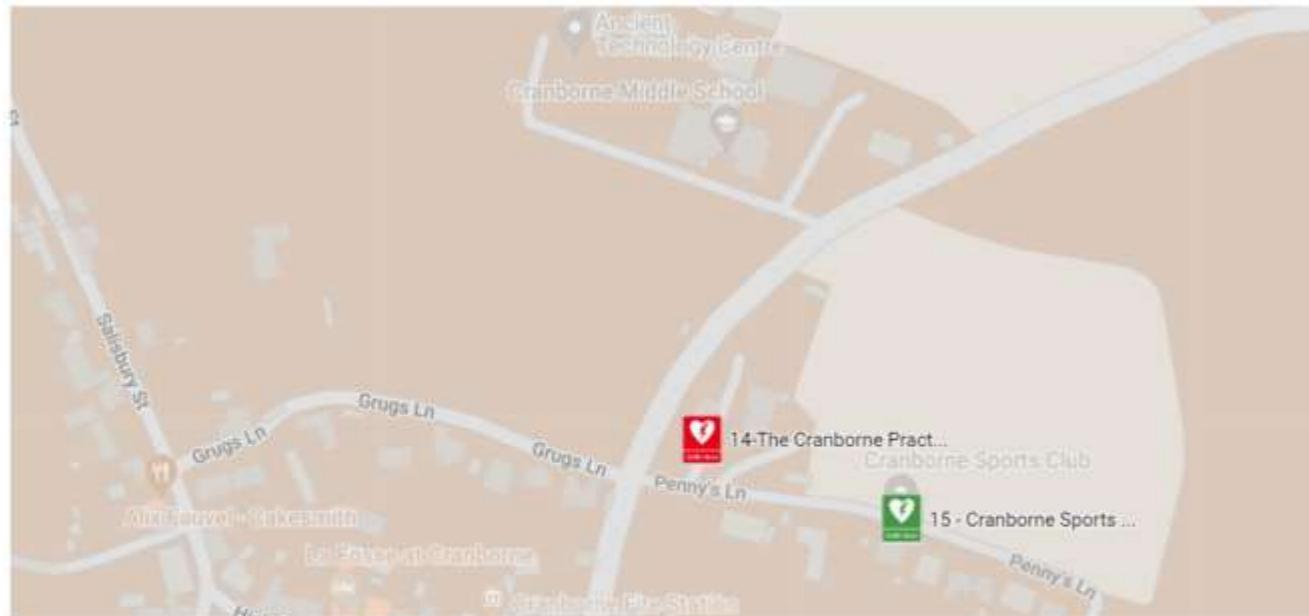 Ancient
Technology Centre
Cranborne Middle School
St
Salisbury St
Grugs Ln
Grugs Ln
Grugs Ln
14-The Cranborne Pract...
Cranborne Sports Club
Penny's Ln
15 - Cranborne Sports ...
Penny's Ln
La Fosse at Cranborne
Cranborne Fire Station